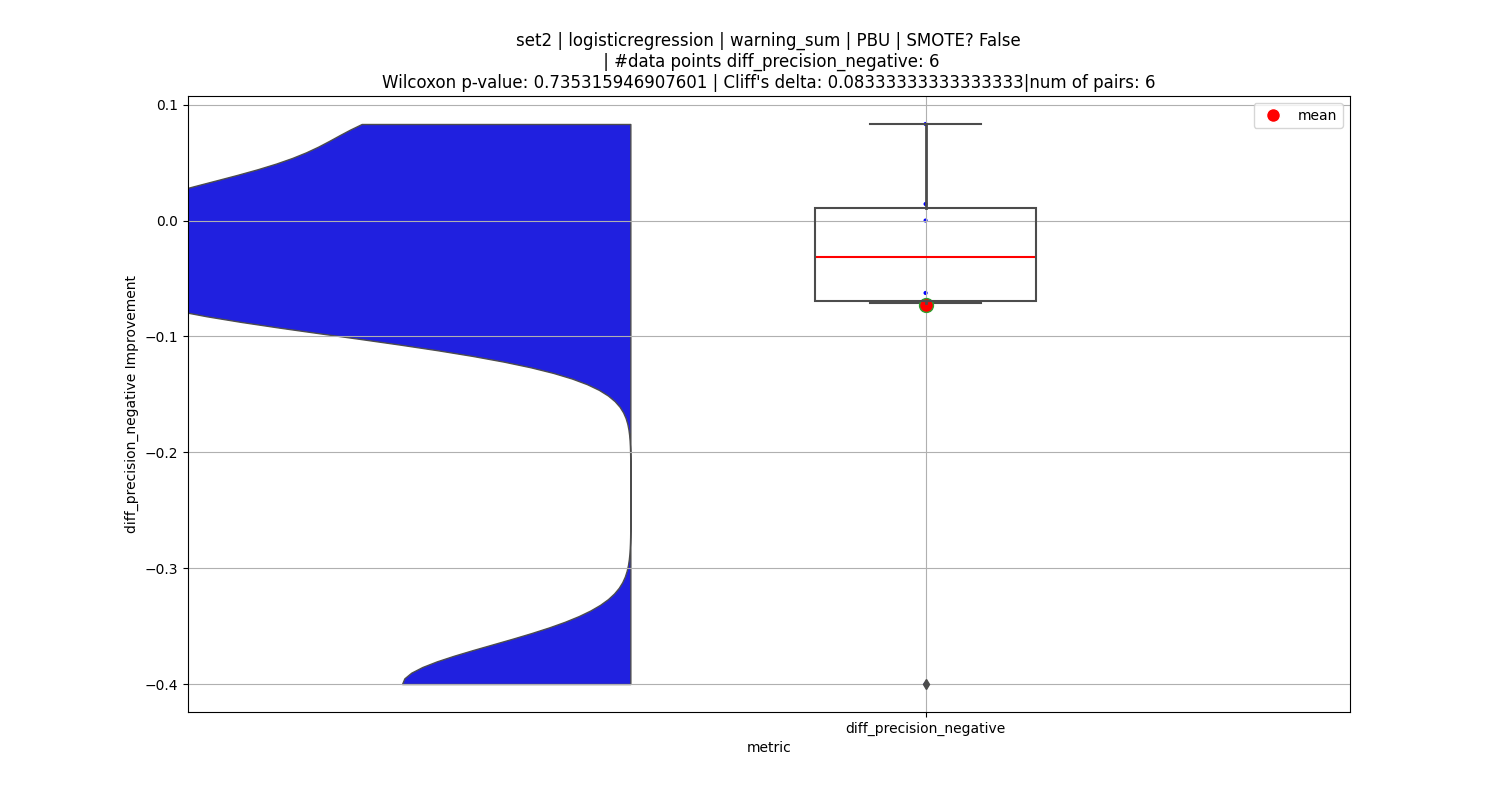 set2 | logisticregression | warning_sum | PBU | SMOTE? False
| #data points diff_precision_negative: 6
Wilcoxon p-value: 0.735315946907601 | Cliff's delta: 0.08333333333333333|num of pairs: 6
mean
0.1
0.0
−0.1
−0.2
−0.3
−0.4
diff_precision_negative Improvement
diff_precision_negative
metric